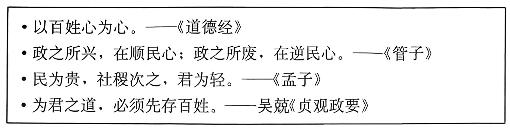 • 以百姓心为心。——《道德经》
• 政之所兴，在顺民心；政之所废，在逆民心。——《管子》
• 民为贵，社稷次之，君为轻。——《孟子》
• 为君之道，必须先存百姓。——吴兢《贞观政要》